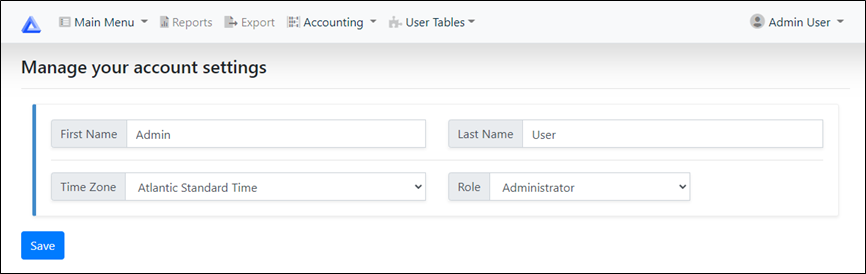 Main Menu Reports Export Accounting User Tables Admin User
Manage your account settings
First Name Admin Last Name User
Time Zone Atlantic Standard Time Role Administrator
Save